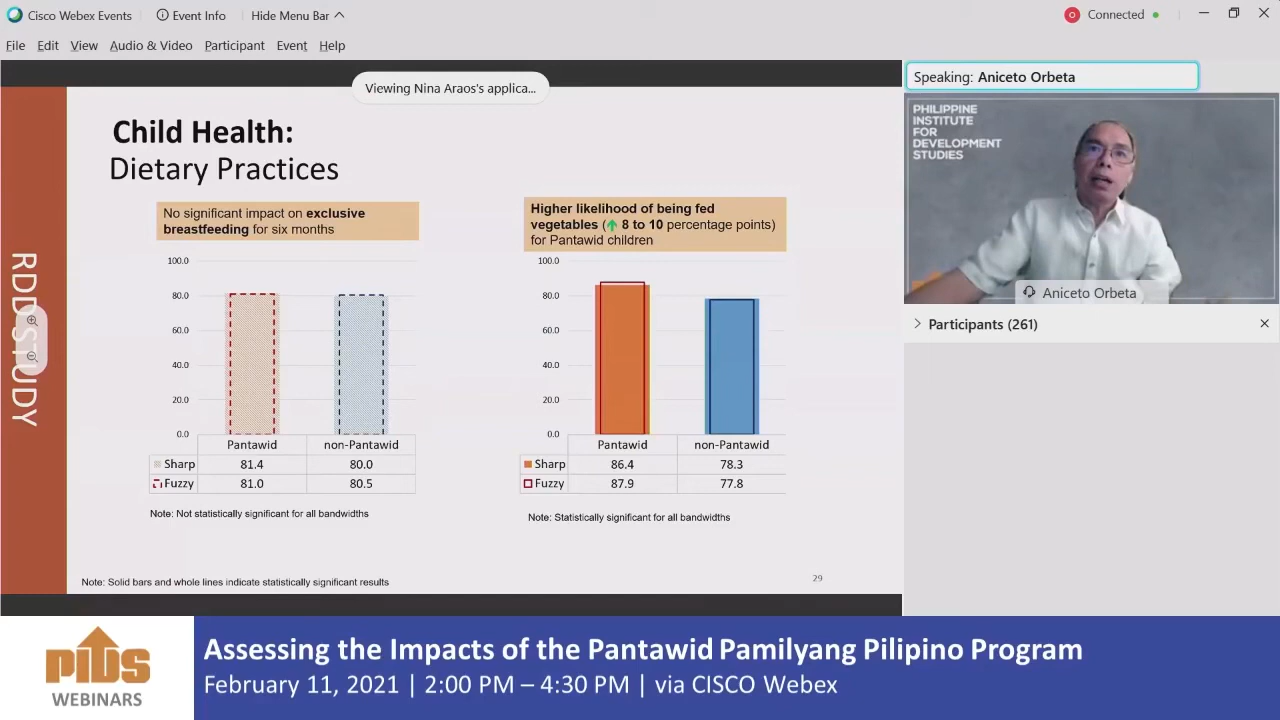 Cisco Webex Events
Event Info
Hide Menu Bar
Connected
File Edit View Audio & Video Participant Event Help
Viewing Nina Araos's applica...
Speaking: Aniceto Orbeta
PHILIPPINE
INSTITUTE
FOR
DEVELOPMENT
STUDIES
Aniceto Orbeta
Participants (261)
RDD STUDY
Child Health:
Dietary Practices
No significant impact on exclusive
breastfeeding for six months
100.0
80.0
60.0
40.0
20.0
0.0
Pantawid non-Pantawid
Sharp 81.4 80.0
Fuzzy 81.0 80.5
Note: Not statistically significant for all bandwidths
Higher likelihood of being fed
vegetables (↑ 8 to 10 percentage points)
for Pantawid children
100.0
80.0
60.0
40.0
20.0
0.0
Pantawid non-Pantawid
Sharp 86.4 78.3
Fuzzy 87.9 77.8
Note: Statistically significant for all bandwidths
Note: Solid bars and whole lines indicate statistically significant results
29
PIDS
WEBINARS
Assessing the Impacts of the Pantawid Pamilyang Pilipino Program
February 11, 2021 | 2:00 PM – 4:30 PM | via CISCO Webex